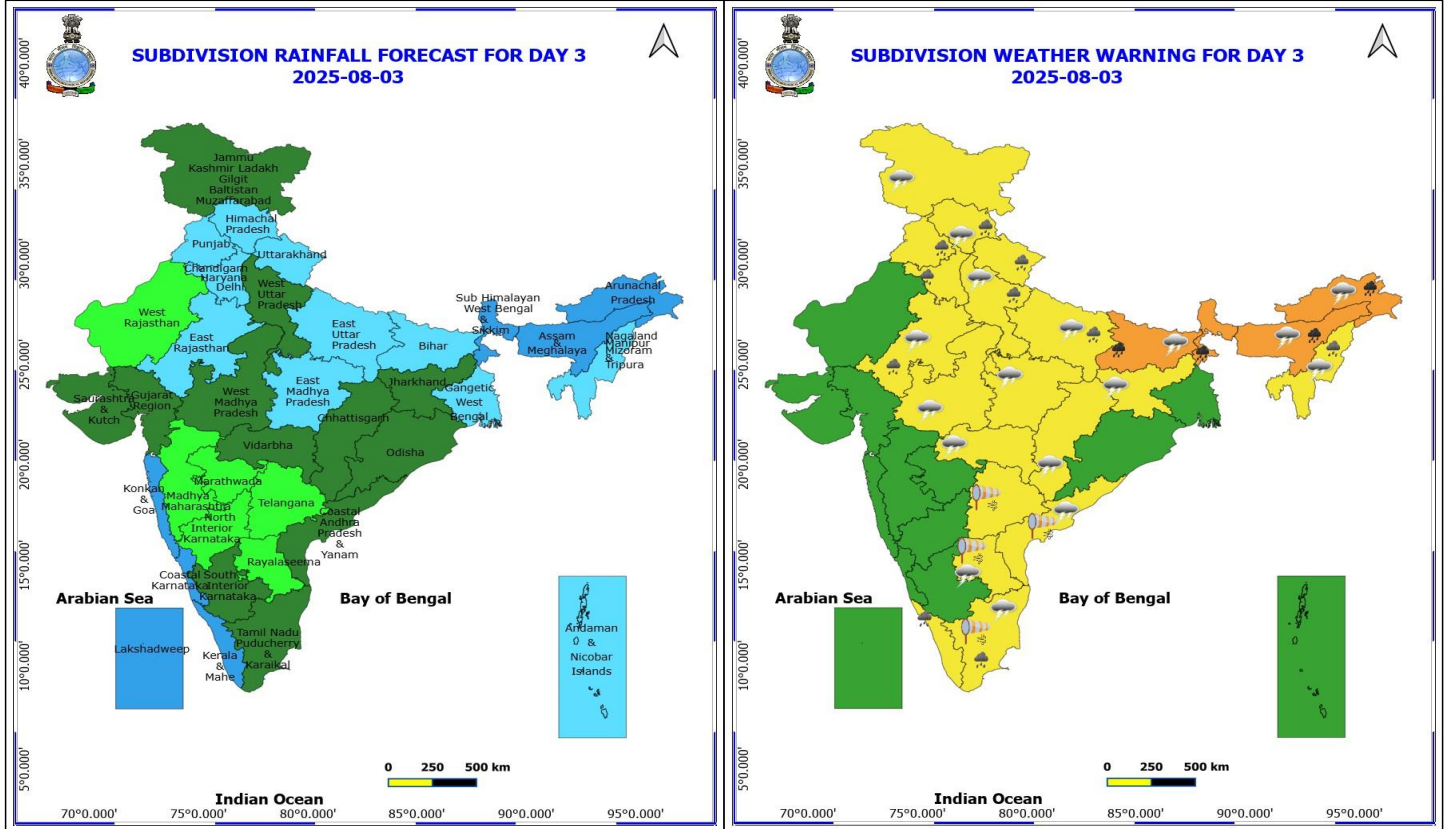 SUBDIVISION RAINFALL FORECAST FOR DAY 3
2025-08-03
40°0.000'
35°0.000'
30°0.000'
25°0.000'
20°0.000'
15°0.000'
10°0.000'
5°0.000'
Jammu
Kashmir Ladakh
Gilgit
Baltistan
Muzaffarabad
Himachal
Pradesh
Punjab
Uttarakhand
Chandigarh
Haryana
Delhi
West
Uttar
Pradesh
West
Rajasthan
East
Rajasthan
East
Uttar
Pradesh
Bihar
Sub Himalayan
West Bengal
&
Sikkim
Arunachal
Pradesh
Assam
&
Meghalaya
Nagaland
Manipur
Mizoram
&
Tripura
Saurashtra
&
Kutch
Gujarat
Region
West
Madhya
Pradesh
East
Madhya
Pradesh
Jharkhand
Gangetic
West
Bengal
Chhattisgarh
Vidarbha
Odisha
Konkan
&
Goa
Madhya
Maharashtra
Marathwada
Telangana
North
Interior
Karnataka
Coastal
Andhra
Pradesh
&
Yanam
Rayalaseema
Coastal
Karnataka
South
Interior
Karnataka
Arabian Sea
Bay of Bengal
Lakshadweep
Kerala
&
Mahe
Tamil Nadu
Puducherry
&
Karaikal
Andaman
&
Nicobar
Islands
0 250 500 km
Indian Ocean
70°0.000' 75°0.000' 80°0.000' 85°0.000' 90°0.000' 95°0.000'
SUBDIVISION WEATHER WARNING FOR DAY 3
2025-08-03
40°0.000'
35°0.000'
30°0.000'
25°0.000'
20°0.000'
15°0.000'
10°0.000'
5°0.000'
Arabian Sea
Bay of Bengal
0 250 500 km
Indian Ocean
70°0.000' 75°0.000' 80°0.000' 85°0.000' 90°0.000' 95°0.000'